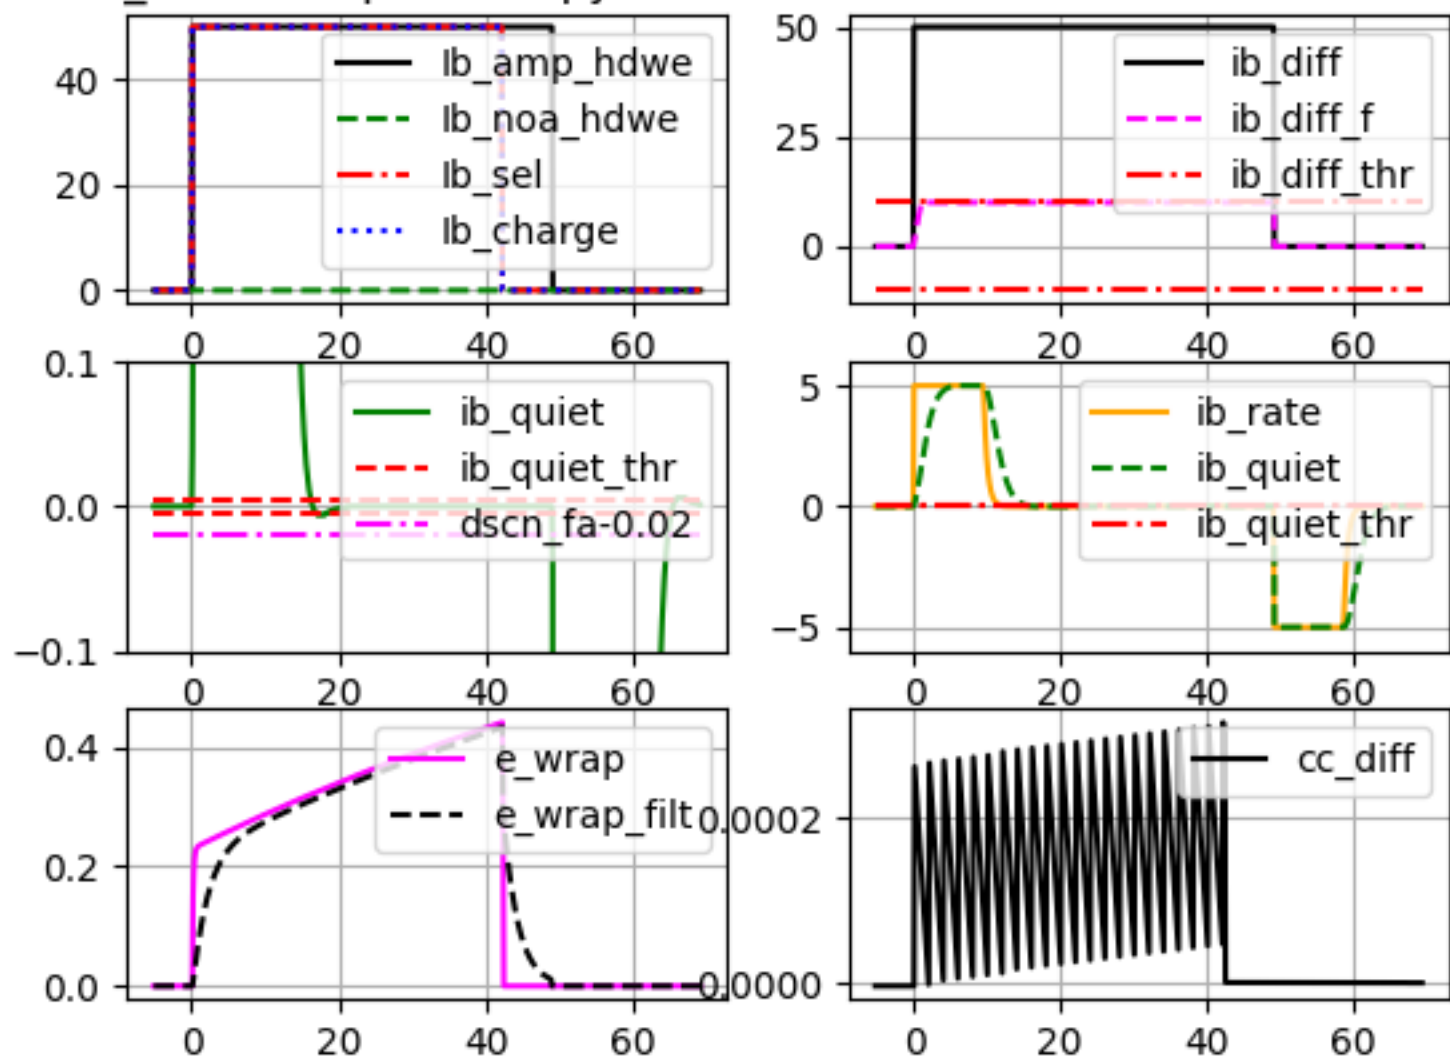 Ib_amp_hdwe
Ib_noa_hdwe
Ib_sel
Ib_charge
40
20
0
0 20 40 60
ib_diff
ib_diff_f
ib_diff_thr
50
25
0
0 20 40 60
ib_quiet
ib_quiet_thr
dscn_fa-0.02
0.1
0.0
−0.1
0 20 40 60
ib_rate
ib_quiet
ib_quiet_thr
5
0
−5
0 20 40 60
e_wrap
e_wrap_filt
0.4
0.2
0.0
0 20 40 60
cc_diff
0.0002
0.0000
0 20 40 60